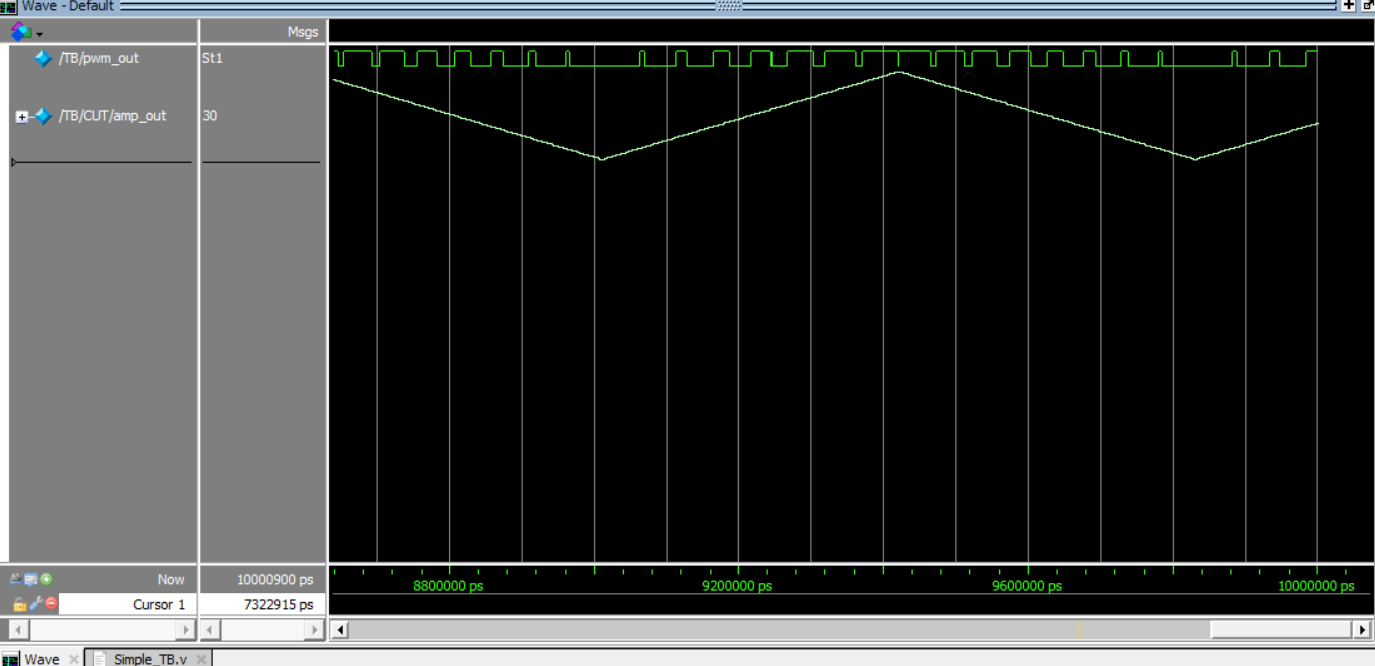 Wave - Default
Msgs
/TB/pwm_out St1
/TB/CUT/amp_out 30
Now 10000900 ps
8800000 ps 9200000 ps 9600000 ps 10000000 ps
Cursor 1 7322915 ps
Wave Simple_TB.v